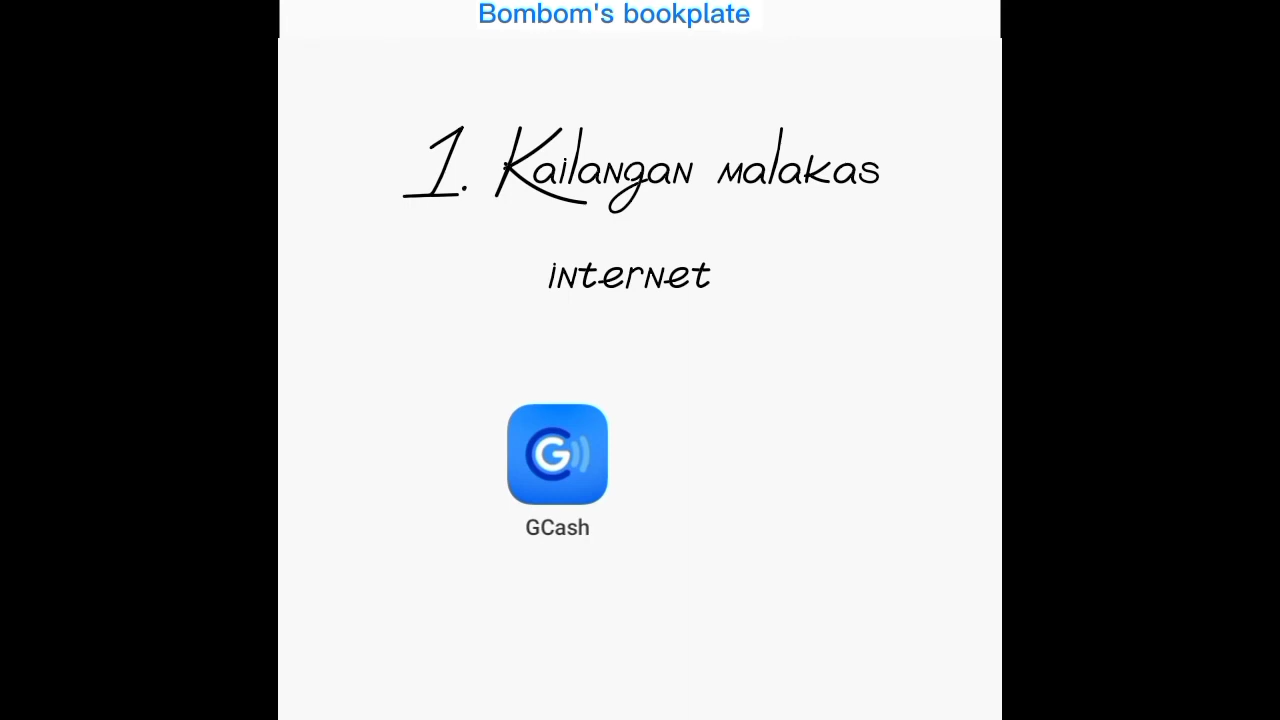 Bombom's bookplate
1. Kailangan malakas
internet
G
GCash